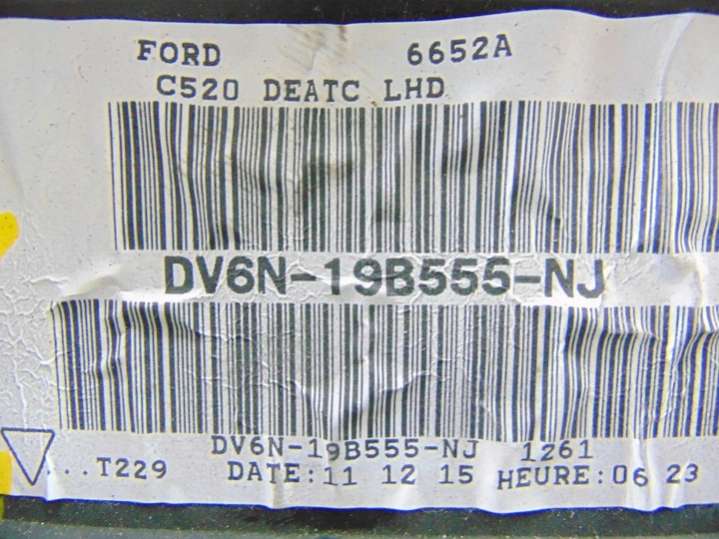 FORD 6652A
C520 DEATC LHD
DV6N-19B555-NJ
DV6N-19B555-NJ 1261
...T229 DATE:11 12 15 HEURE:06 23